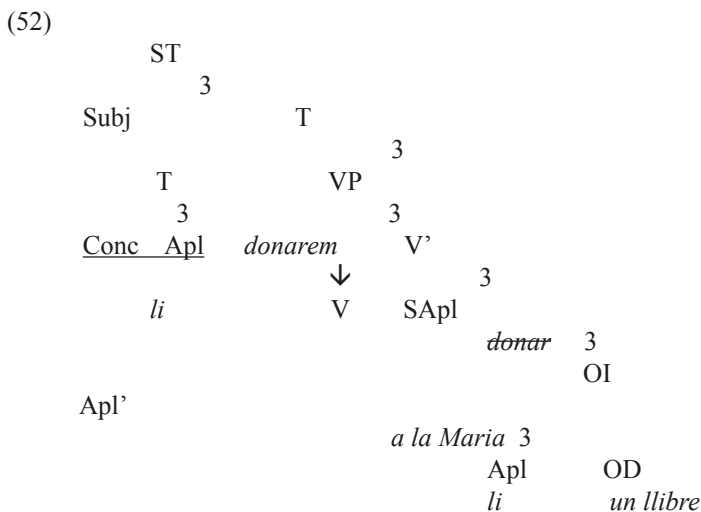 (52)
ST
3
Subj T
3
T VP
3 3
Conc Apl donarem V’
↓ 3
li V SApl
donar 3
OI
Apl’
a la Maria 3
Apl OD
li un llibre